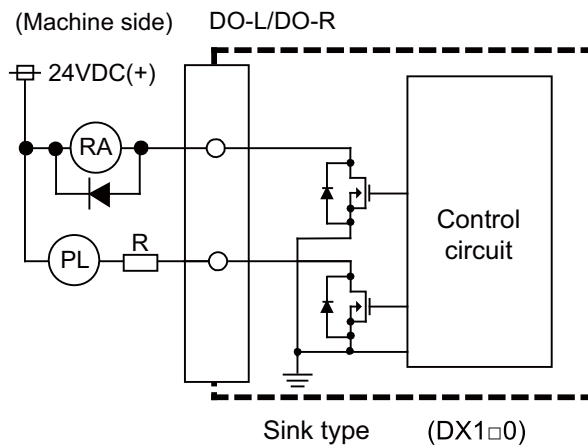 (Machine side) DO-L/DO-R
24VDC(+)
RA
Control
circuit
PL
R
Sink type (DX1□0)